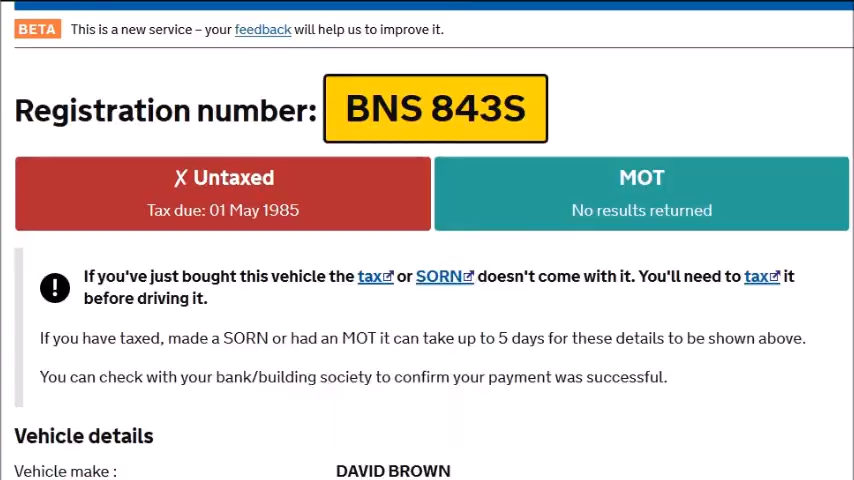 BETA This is a new service – your feedback will help us to improve it.
Registration number: BNS 843S
✗ Untaxed
Tax due: 01 May 1985
MOT
No results returned
! If you've just bought this vehicle the tax or SORN doesn't come with it. You'll need to tax it
before driving it.
If you have taxed, made a SORN or had an MOT it can take up to 5 days for these details to be shown above.
You can check with your bank/building society to confirm your payment was successful.
Vehicle details
Vehicle make : DAVID BROWN